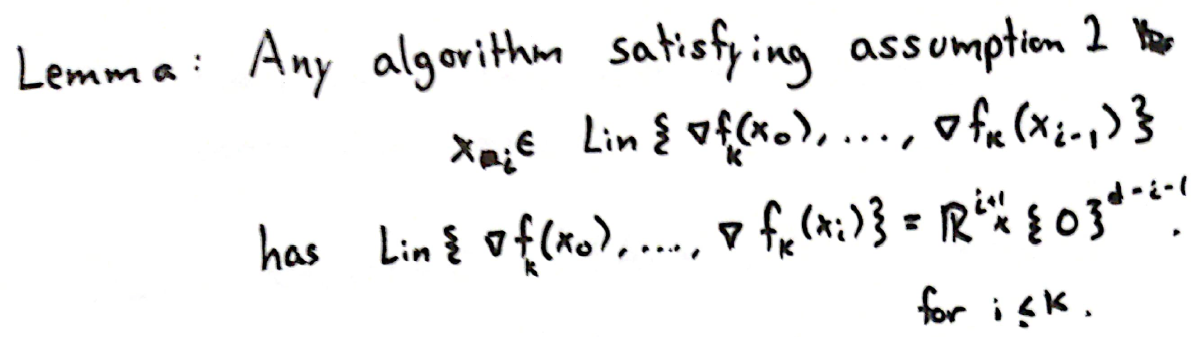 Lemma: Any algorithm satisfying assumption 2
x_i ∈ Lin { ∇f_k(x_0), ...., ∇f_k(x_{i-1}) }
has Lin { ∇f_k(x_0), ....., ∇f_k(x_i) } = ℝ^{i+1} × {0}^{d-i-1}.
for i ≤ k.